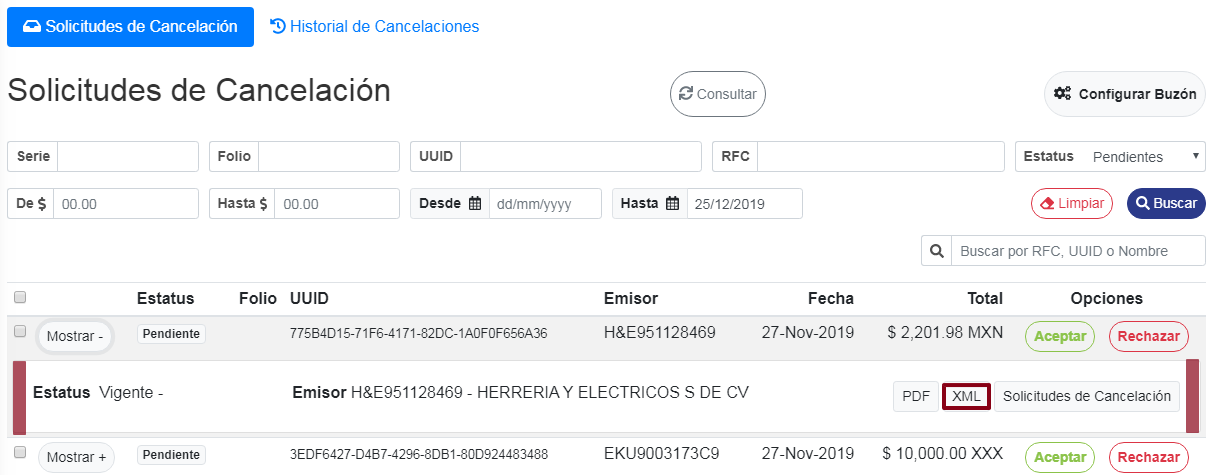 Solicitudes de Cancelación Historial de Cancelaciones
Solicitudes de Cancelación Consultar Configurar Buzón
Serie Folio UUID RFC Estatus Pendientes
De $ 00.00 Hasta $ 00.00 Desde dd/mm/yyyy Hasta 25/12/2019 Limpiar Buscar
Buscar por RFC, UUID o Nombre
Estatus Folio UUID Emisor Fecha Total Opciones
Mostrar - Pendiente 775B4D15-71F6-4171-82DC-1A0F0F656A36 H&E951128469 27-Nov-2019 $ 2,201.98 MXN Aceptar Rechazar
Estatus Vigente - Emisor H&E951128469 - HERRERIA Y ELECTRICOS S DE CV PDF XML Solicitudes de Cancelación
Mostrar + Pendiente 3EDF6427-D4B7-4296-8DB1-80D924483488 EKU9003173C9 27-Nov-2019 $ 10,000.00 XXX Aceptar Rechazar